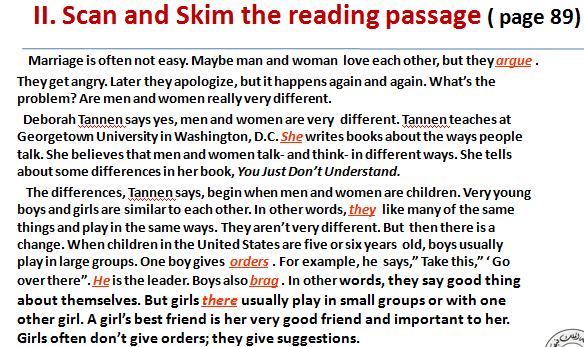 II. Scan and Skim the reading passage ( page 89)
Marriage is often not easy. Maybe man and woman love each other, but they argue .
They get angry. Later they apologize, but it happens again and again. What's the
problem? Are men and women really very different.
Deborah Tannen says yes, men and women are very different. Tannen teaches at
Georgetown University in Washington, D.C. She writes books about the ways people
talk. She believes that men and women talk- and think- in different ways. She tells
about some differences in her book, You Just Don't Understand.
The differences, Tannen says, begin when men and women are children. Very young
boys and girls are similar to each other. In other words, they like many of the same
things and play in the same ways. They aren't very different. But then there is a
change. When children in the United States are five or six years old, boys usually
play in large groups. One boy gives orders . For example, he says," Take this," ' Go
over there". He is the leader. Boys also brag . In other words, they say good thing
about themselves. But girls there usually play in small groups or with one
other girl. A girl's best friend is her very good friend and important to her.
Girls often don't give orders; they give suggestions.